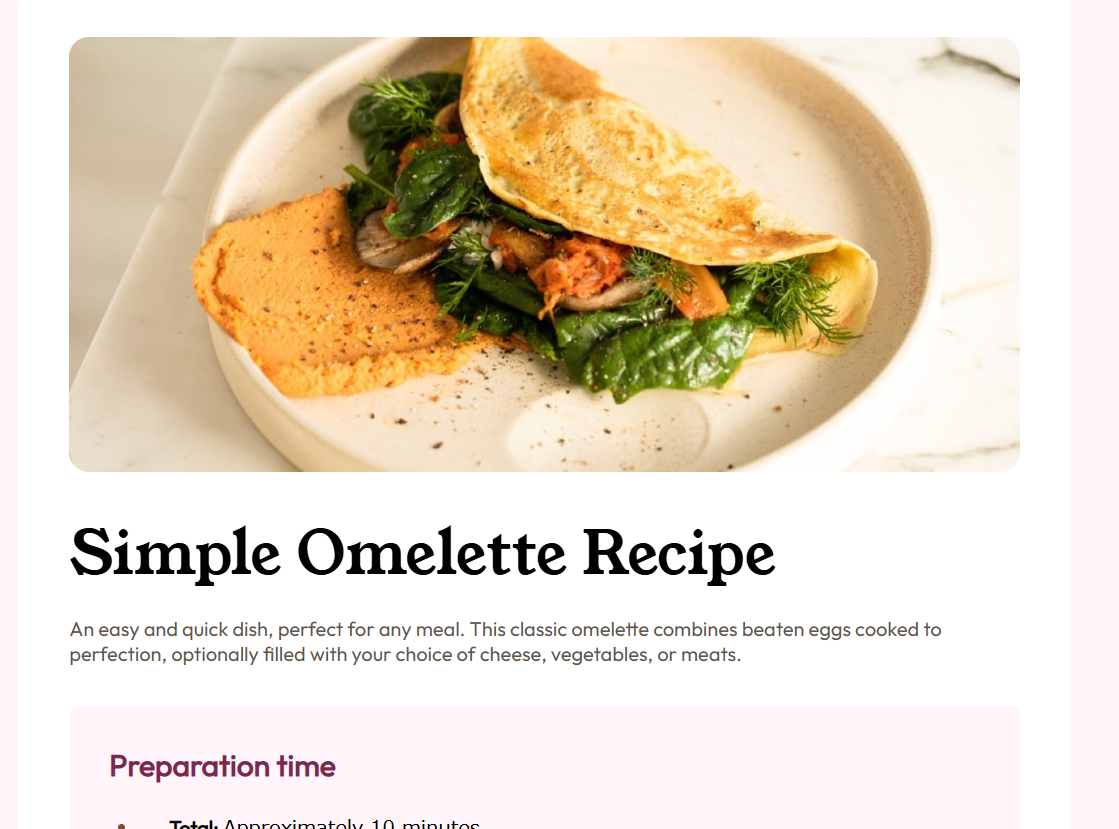 Simple Omelette Recipe
An easy and quick dish, perfect for any meal. This classic omelette combines beaten eggs cooked to
perfection, optionally filled with your choice of cheese, vegetables, or meats.
Preparation time
Total: Approximately 10 minutes